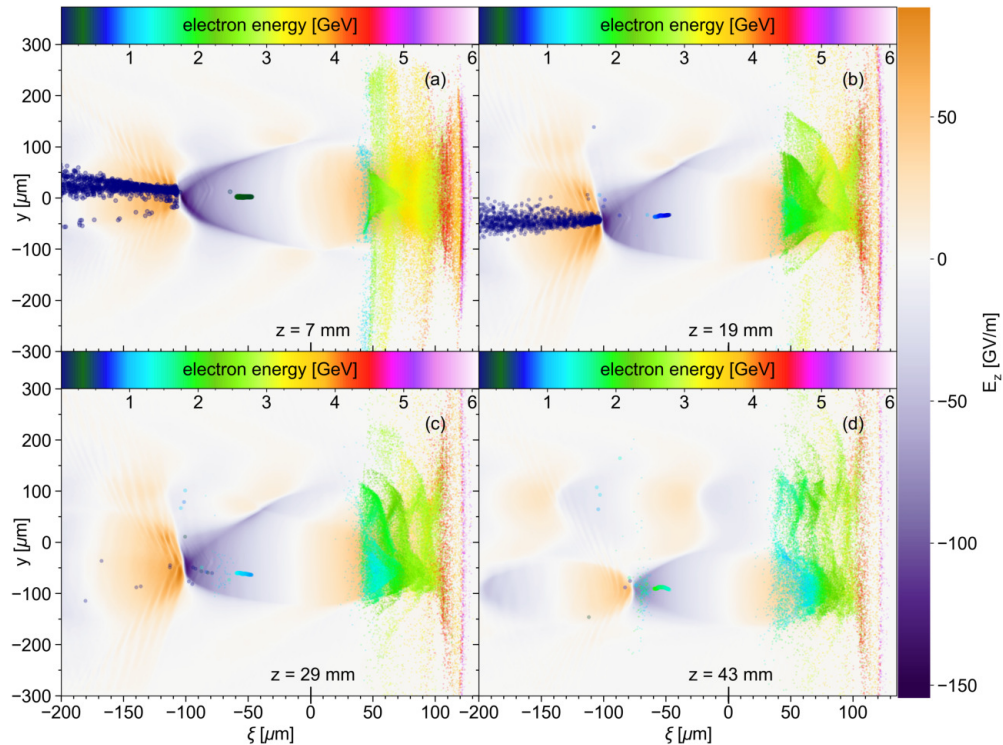 electron energy [GeV] electron energy [GeV]
1 2 3 4 5 6 1 2 3 4 5 6
300 (a) (b)
200
100
y [μm]
0
−100
−200
−300
z = 7 mm z = 19 mm
50
0
−50
−100
−150
E_z [GV/m]
electron energy [GeV] electron energy [GeV]
1 2 3 4 5 6 1 2 3 4 5 6
300 (c) (d)
200
100
y [μm]
0
−100
−200
−300
z = 29 mm z = 43 mm
−200 −150 −100 −50 0 50 100 −150 −100 −50 0 50 100
ξ [μm] ξ [μm]